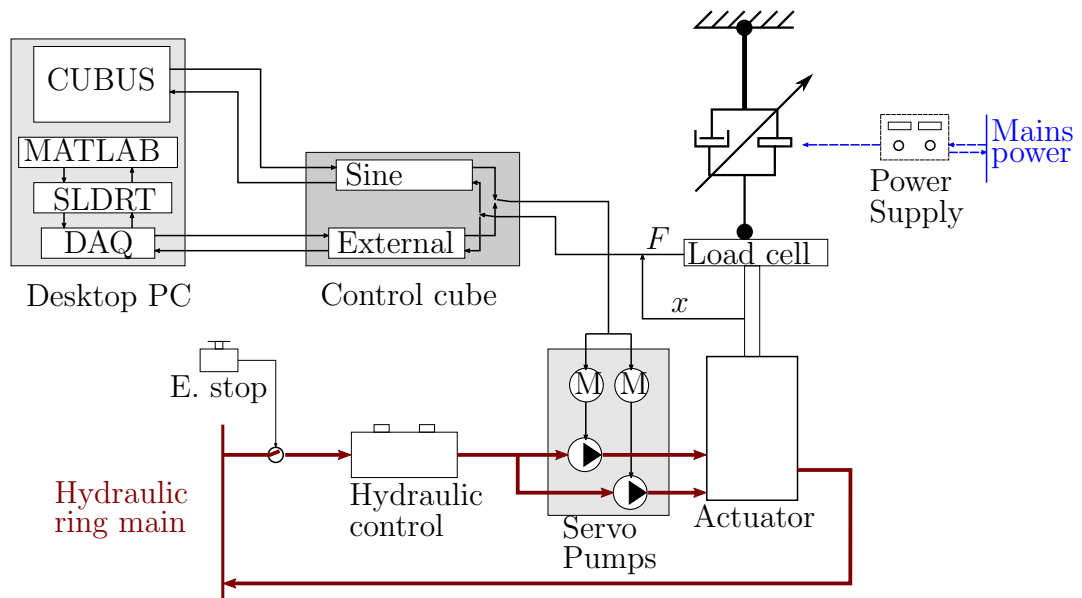 CUBUS
MATLAB
SLDRT
DAQ
Desktop PC
Sine
External
Control cube
F
x
Load cell
Mains
power
Power
Supply
E. stop
M
M
Hydraulic
ring main
Hydraulic
control
Servo
Pumps
Actuator